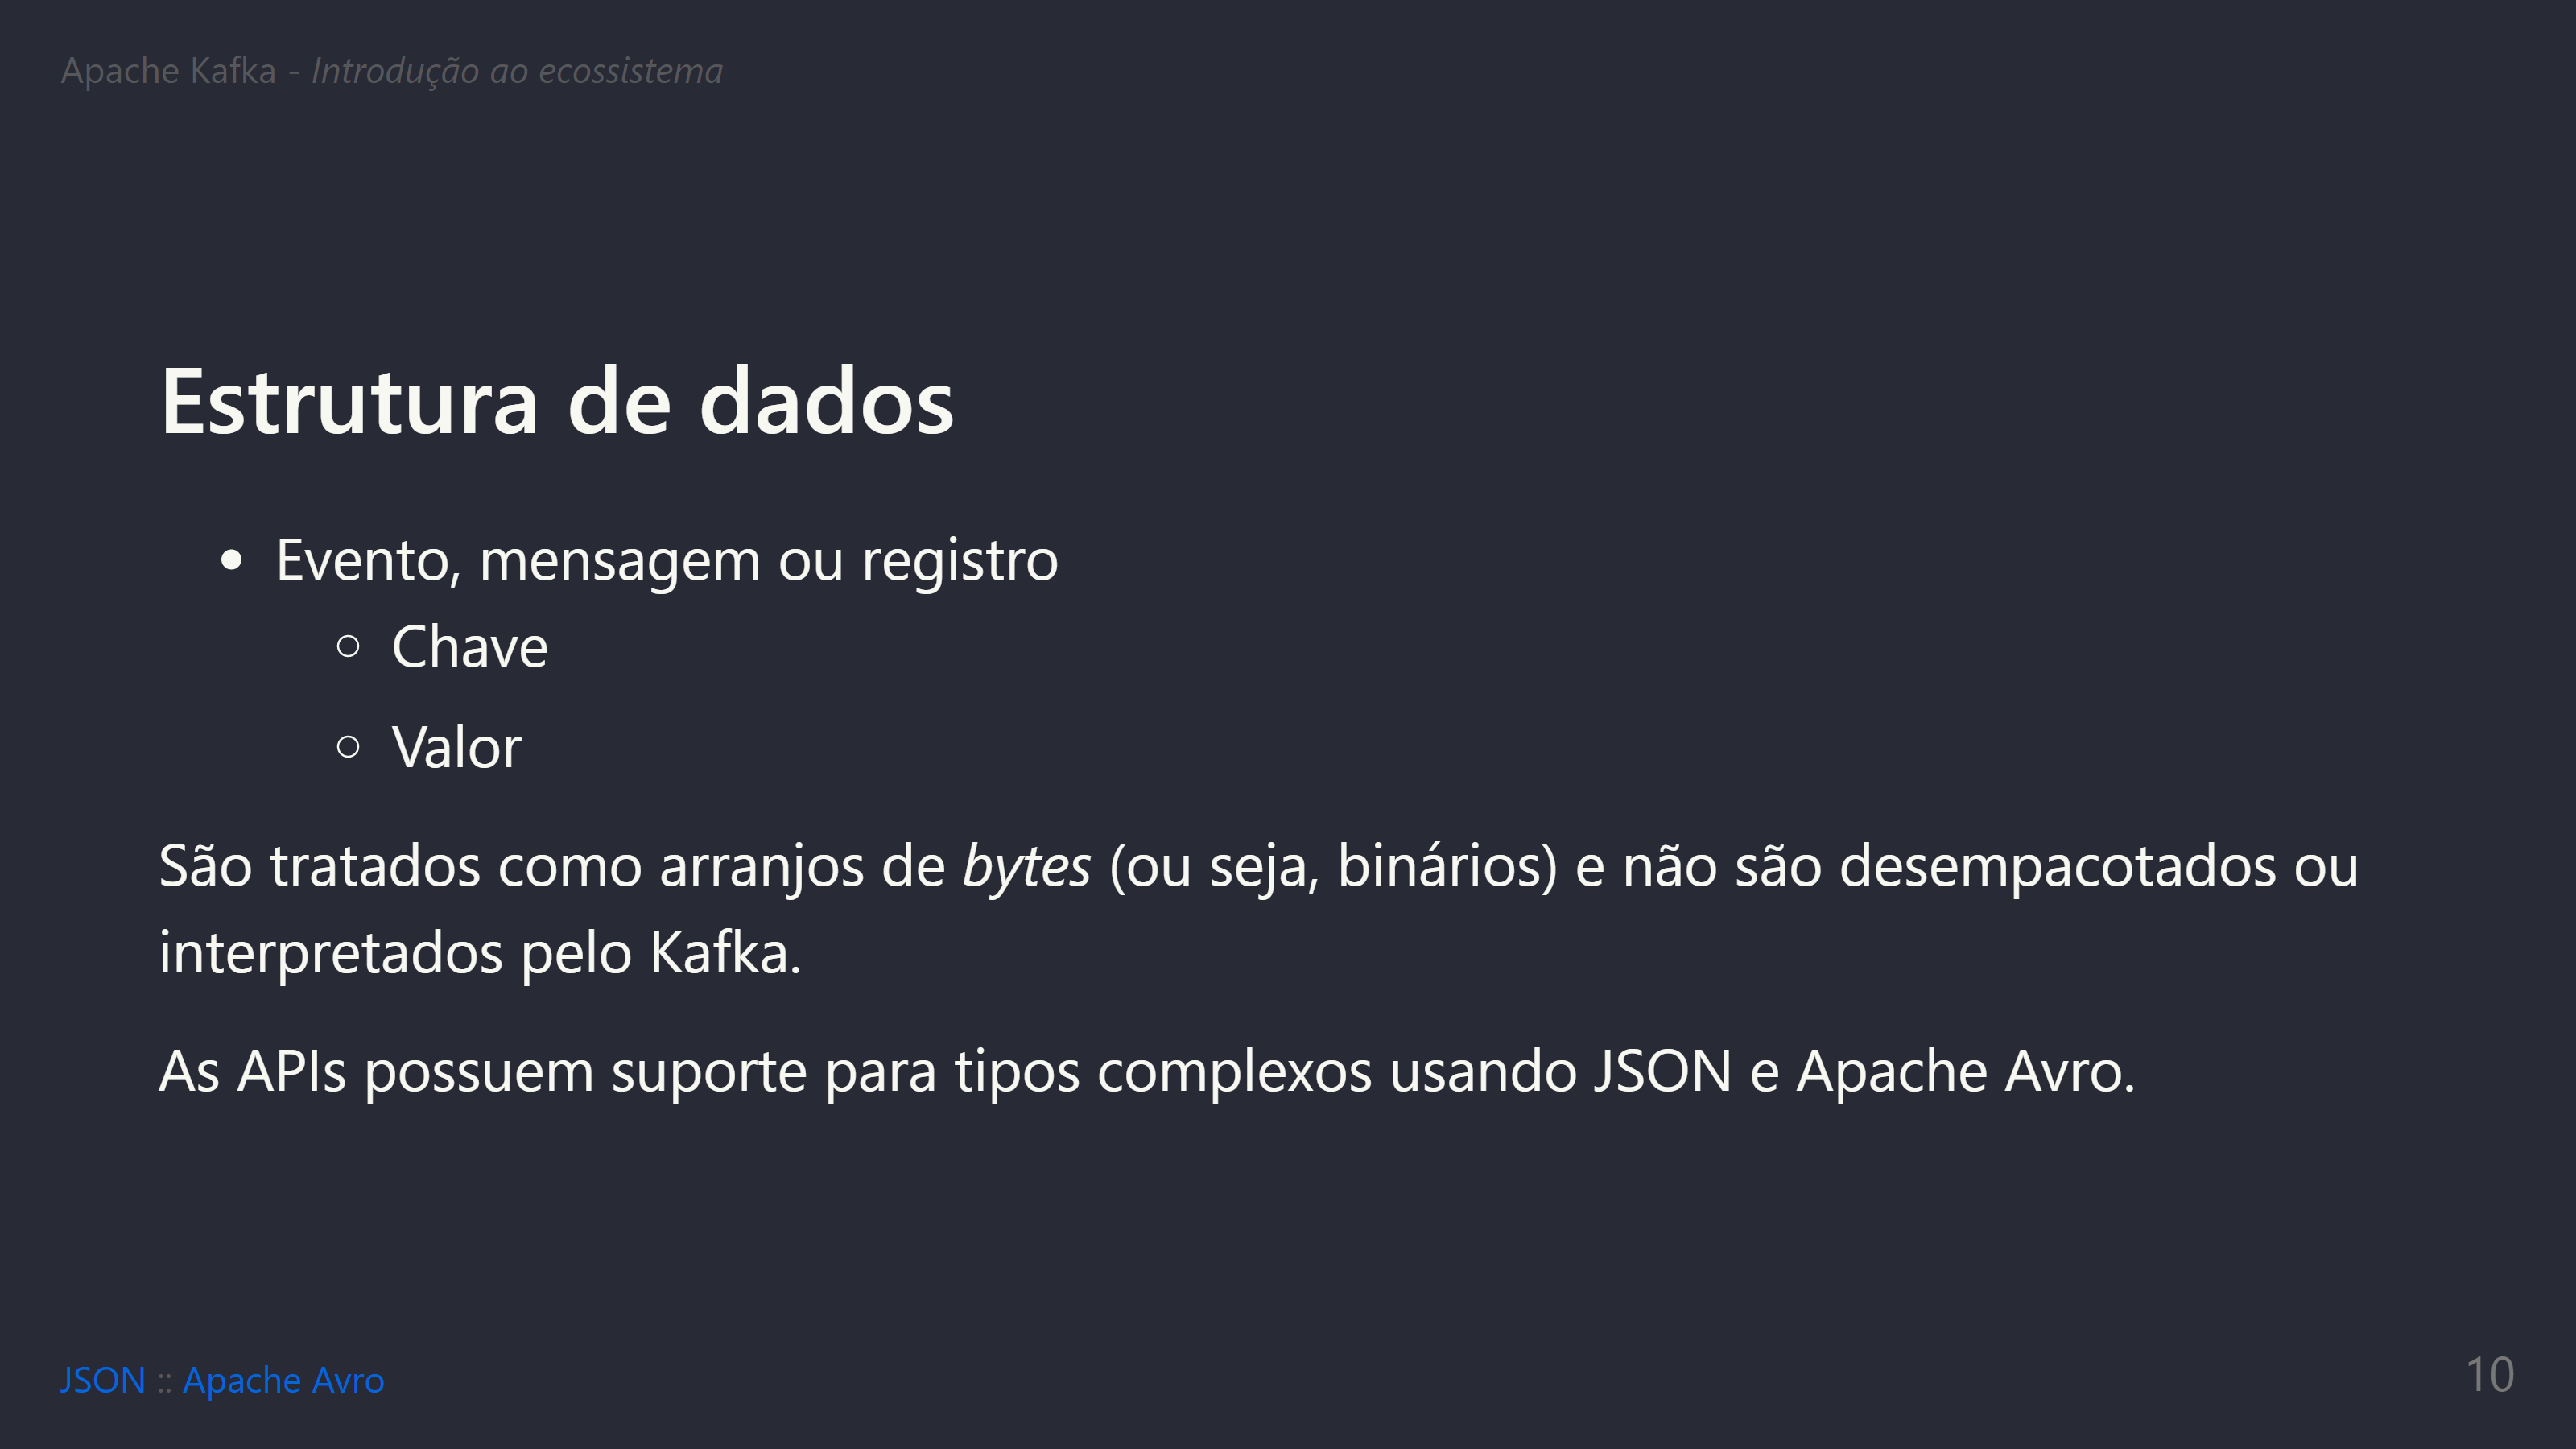 Apache Kafka - Introdução ao ecossistema
Estrutura de dados
• Evento, mensagem ou registro
○ Chave
○ Valor
São tratados como arranjos de bytes (ou seja, binários) e não são desempacotados ou
interpretados pelo Kafka.
As APIs possuem suporte para tipos complexos usando JSON e Apache Avro.
JSON :: Apache Avro
10